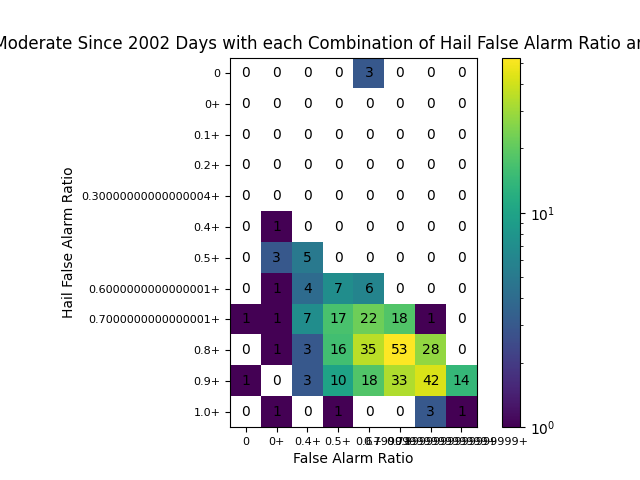 Moderate Since 2002 Days with each Combination of Hail False Alarm Ratio
Hail False Alarm Ratio
0 0 0 0 0 3 0 0 0
0+ 0 0 0 0 0 0 0 0
0.1+ 0 0 0 0 0 0 0 0
0.2+ 0 0 0 0 0 0 0 0
0.30000000000000004+ 0 0 0 0 0 0 0 0
0.4+ 0 1 0 0 0 0 0 0
0.5+ 0 3 5 0 0 0 0 0
0.6000000000000001+ 0 1 4 7 6 0 0 0
0.7000000000000001+ 1 1 7 17 22 18 1 0
0.8+ 0 1 3 16 35 53 28 0
0.9+ 1 0 3 10 18 33 42 14
1.0+ 0 1 0 1 0 0 3 1
0 0+ 0.4+ 0.5+
False Alarm Ratio
10¹
10⁰